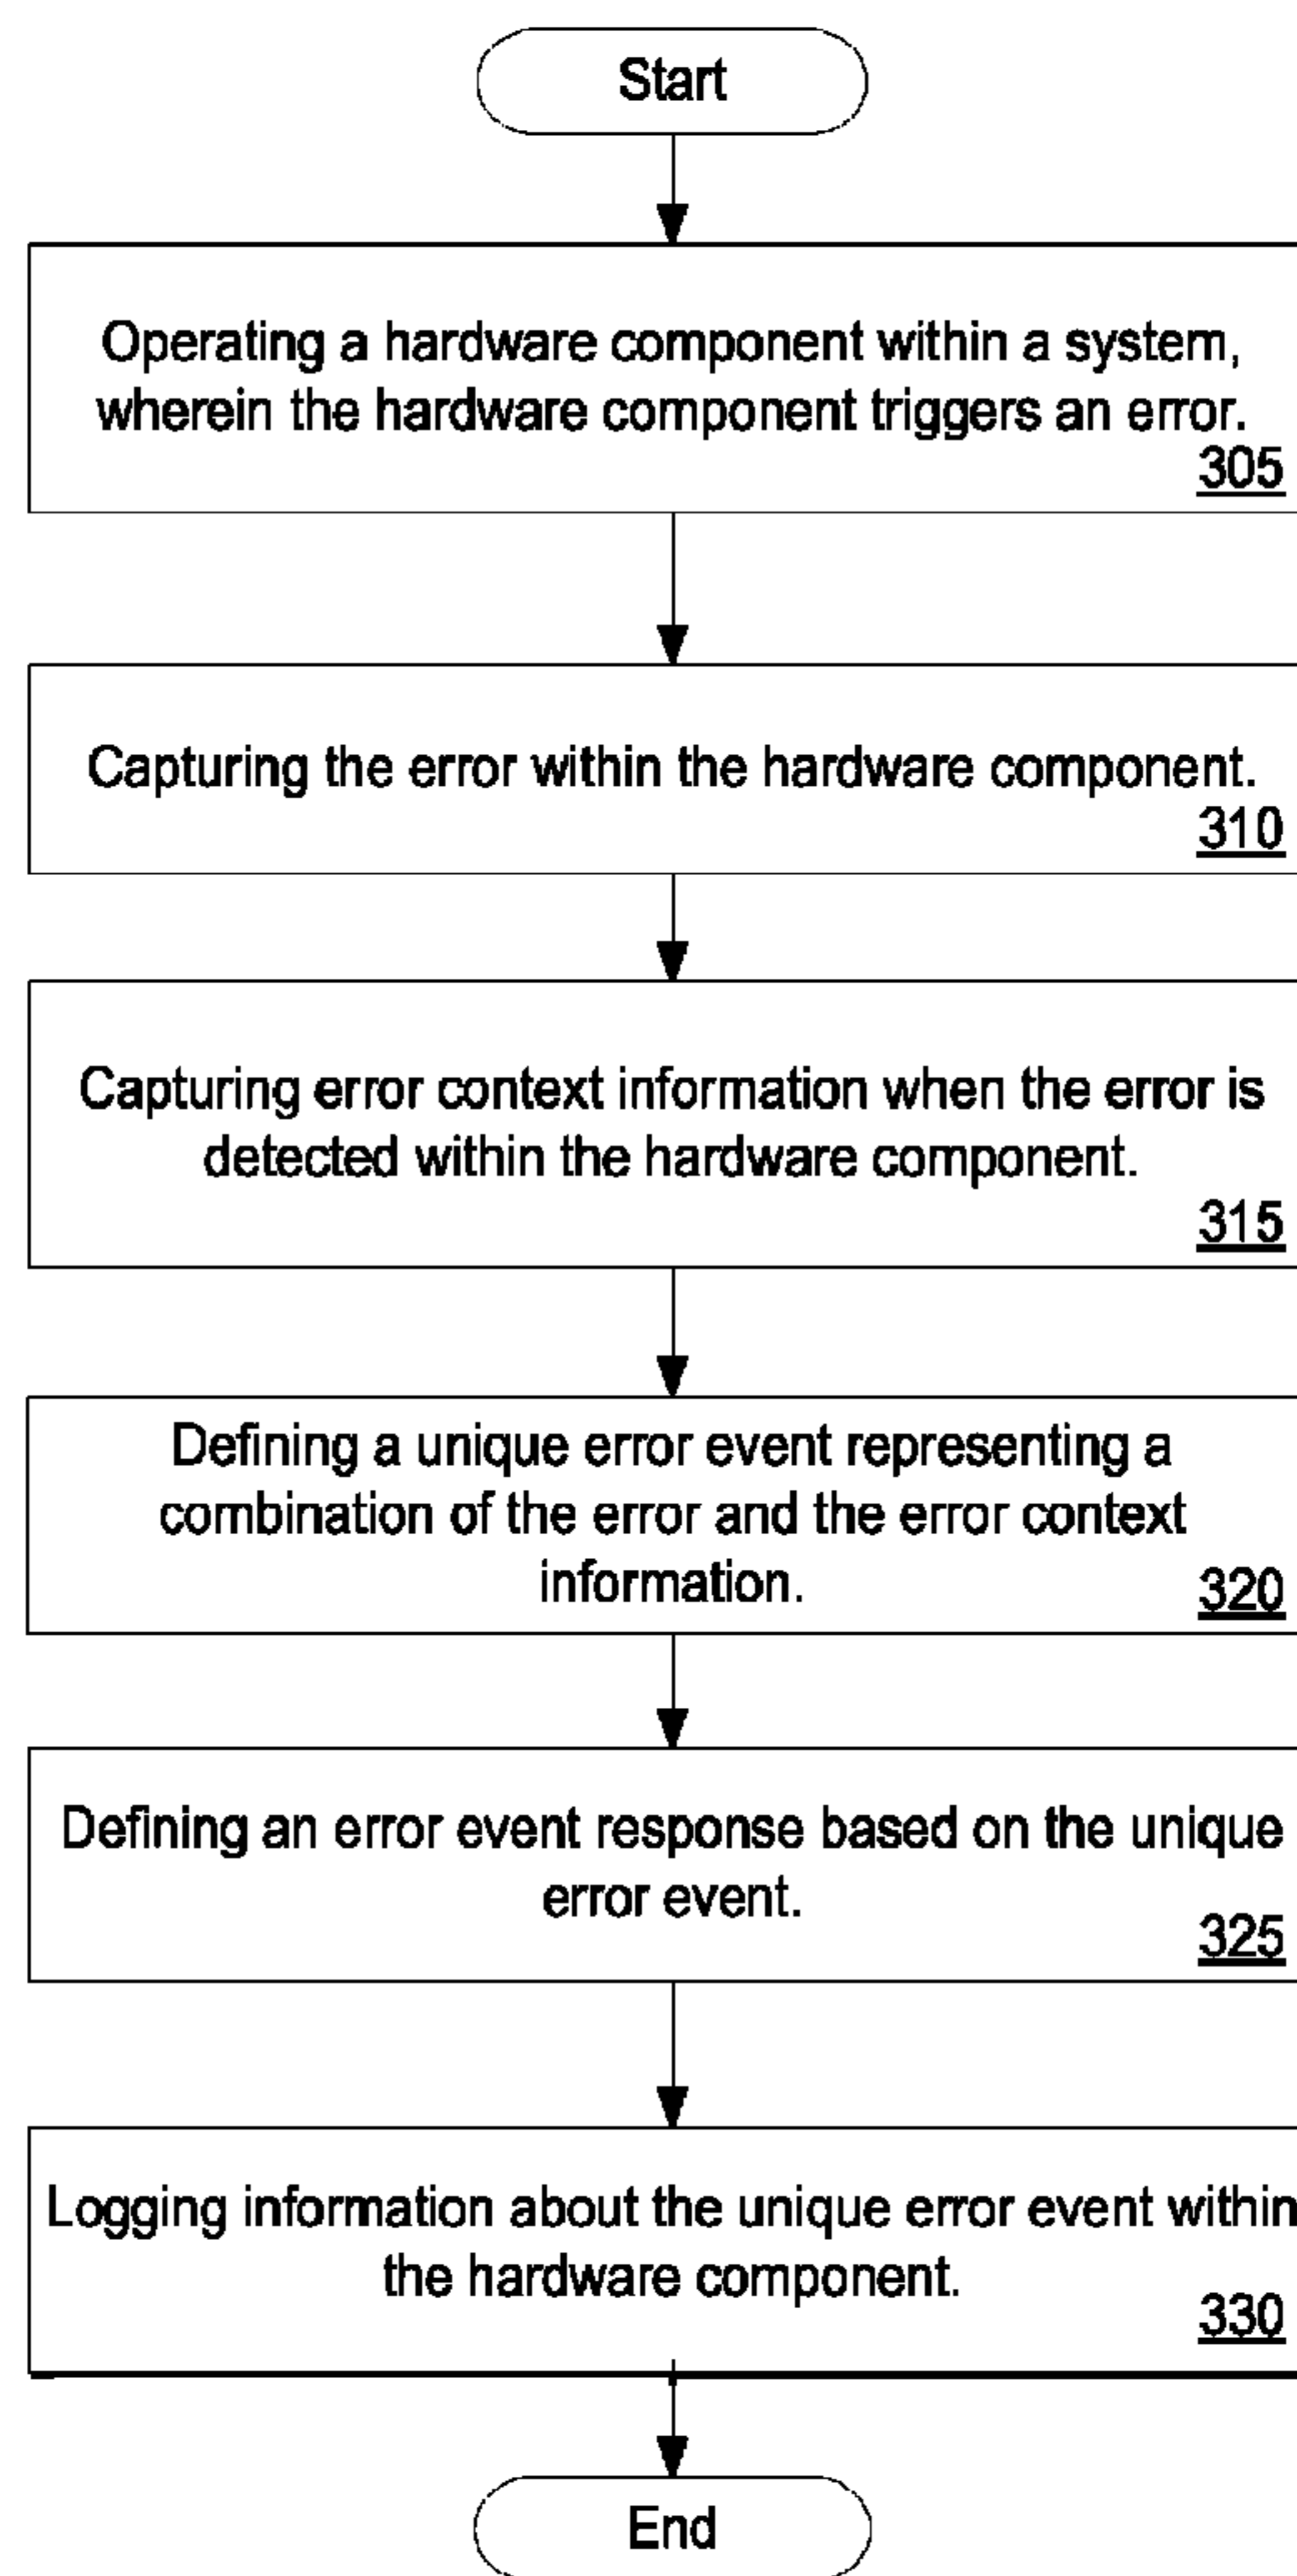 Start
Operating a hardware component within a system,
wherein the hardware component triggers an error.
305
Capturing the error within the hardware component.
310
Capturing error context information when the error is
detected within the hardware component.
315
Defining a unique error event representing a
combination of the error and the error context
information.
320
Defining an error event response based on the unique
error event.
325
Logging information about the unique error event within
the hardware component.
330
End